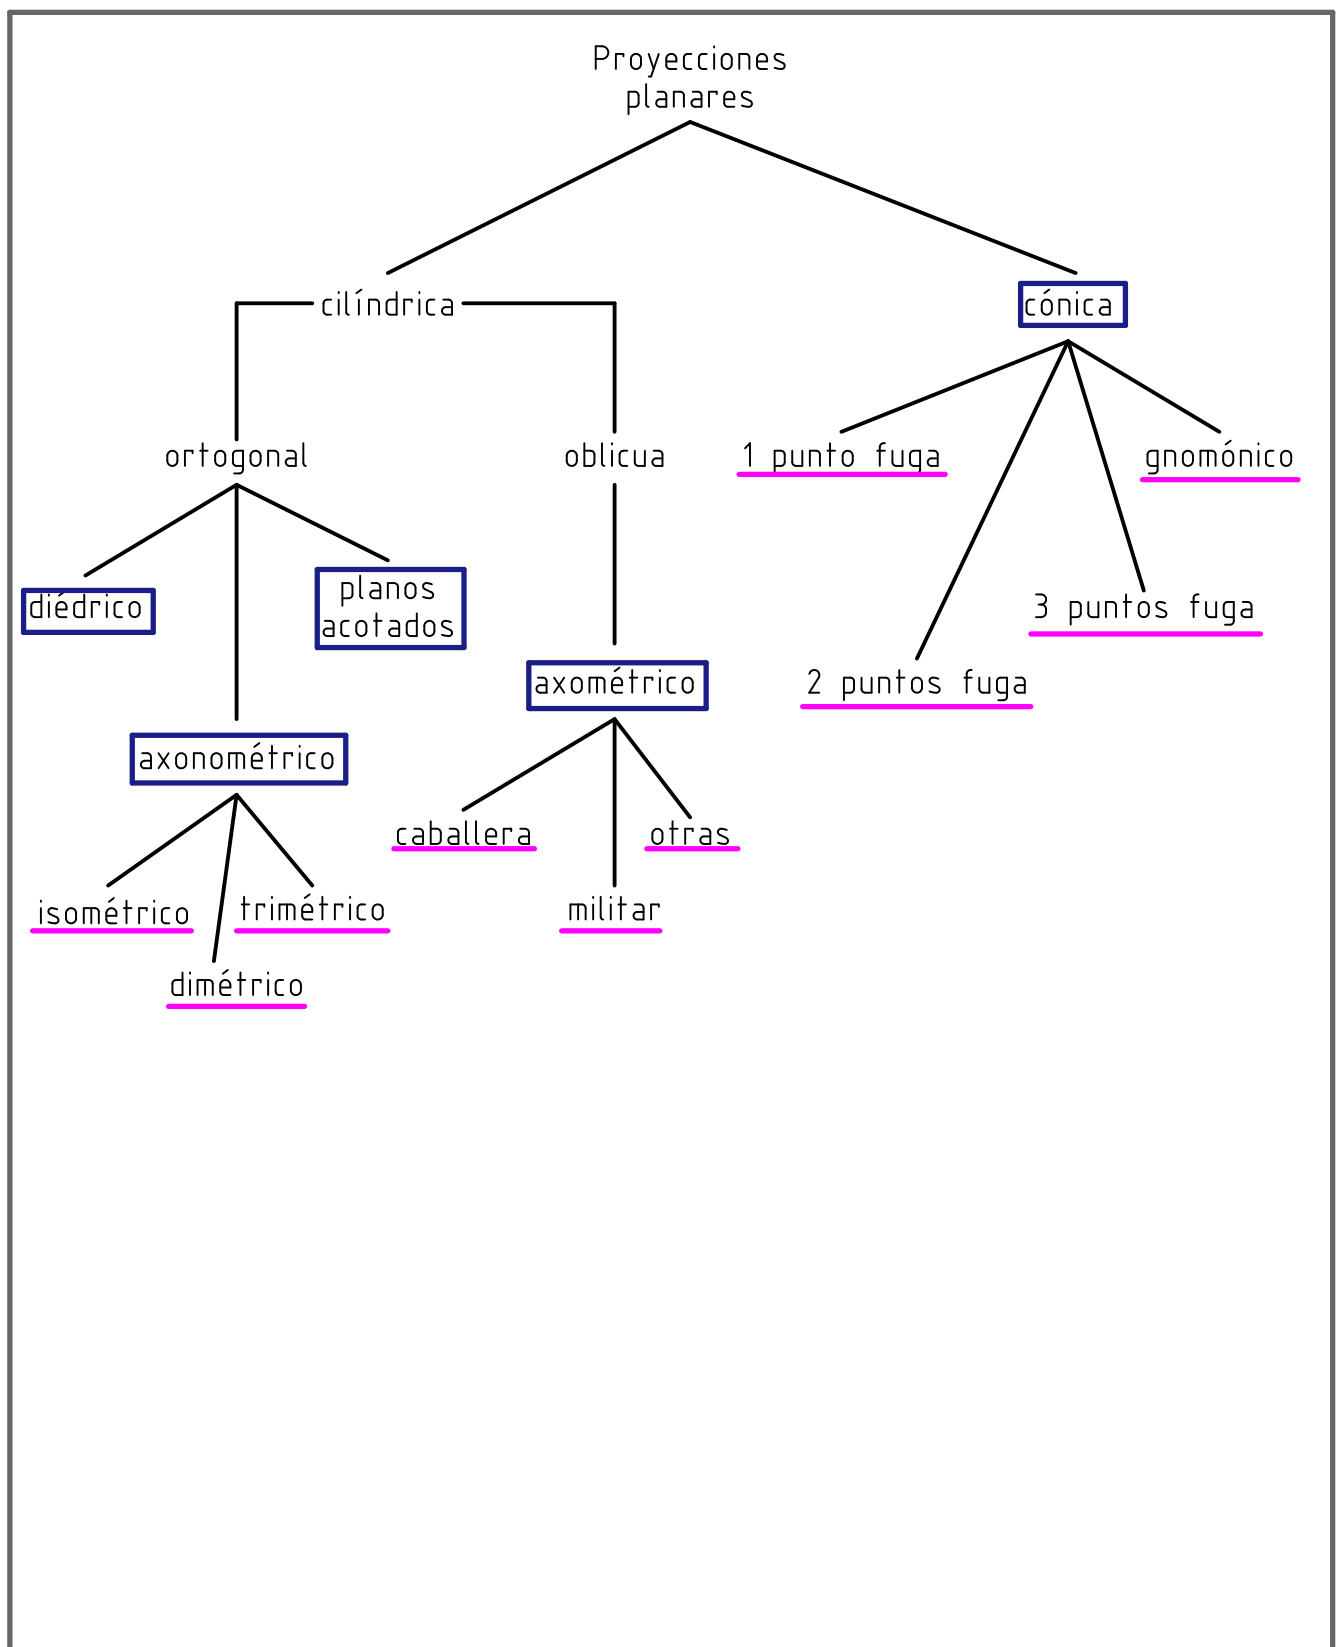 Proyecciones
planares
cilíndrica
cónica
ortogonal
oblicua
1 punto fuga
gnomónico
diédrico
planos
acotados
3 puntos fuga
axométrico
2 puntos fuga
axonométrico
caballera
otras
isométrico
trimétrico
militar
dimétrico